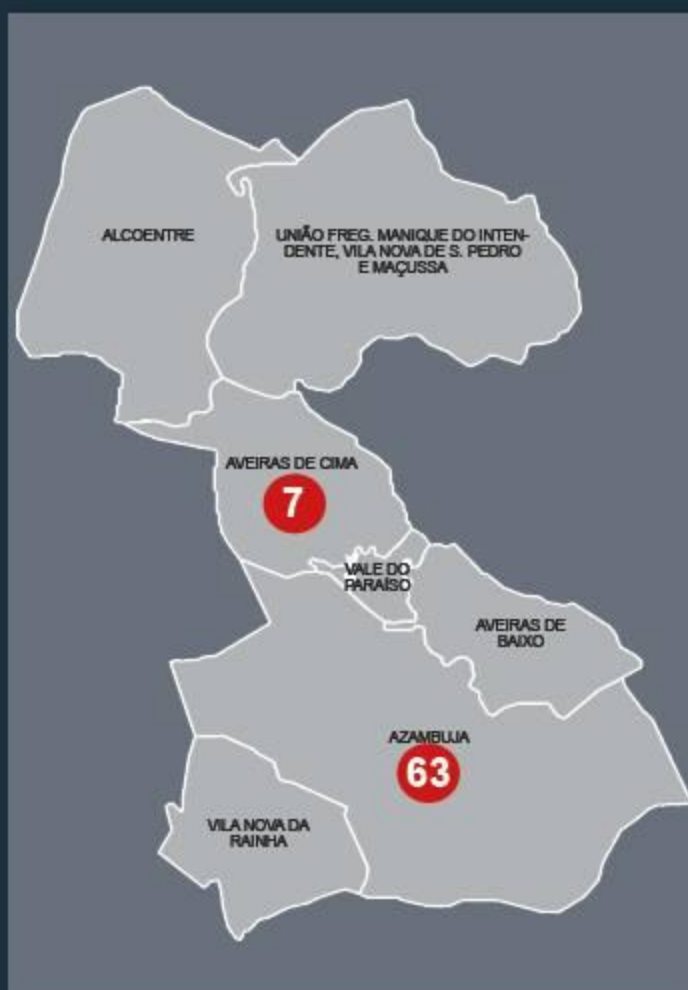 ALCOENTRE
UNIÃO FREG. MANIQUE DO INTEN-
DENTE, VILA NOVA DE S. PEDRO
E MAÇUSSA
AVEIRAS DE CIMA
7
VALE DO
PARAÍSO
AVEIRAS DE
BAIXO
AZAMBUJA
63
VILA NOVA DA
RAINHA